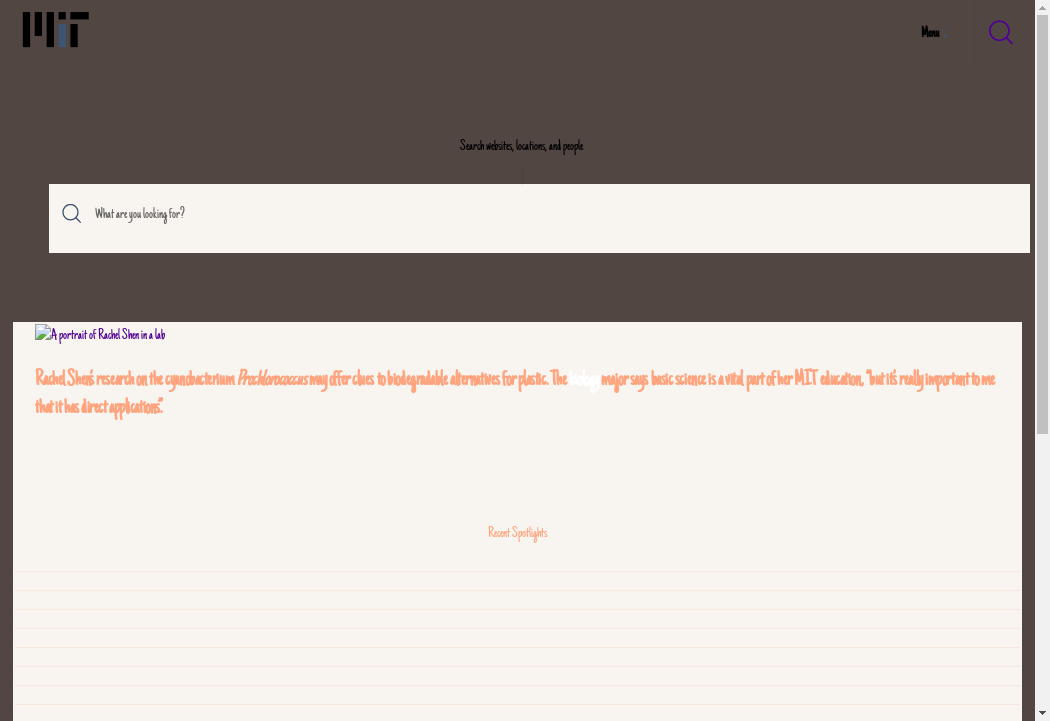 MIT
Menu
Search websites, locations, and people
What are you looking for?
A portrait of Rachel Shen in a lab
Rachel Shen's research on the cyanobacterium Prochlorococcus may offer clues to biodegradable alternatives for plastic. The biology major says basic science is a vital part of her MIT education, “but it's really important to me
that it has direct applications.”
Recent Spotlights